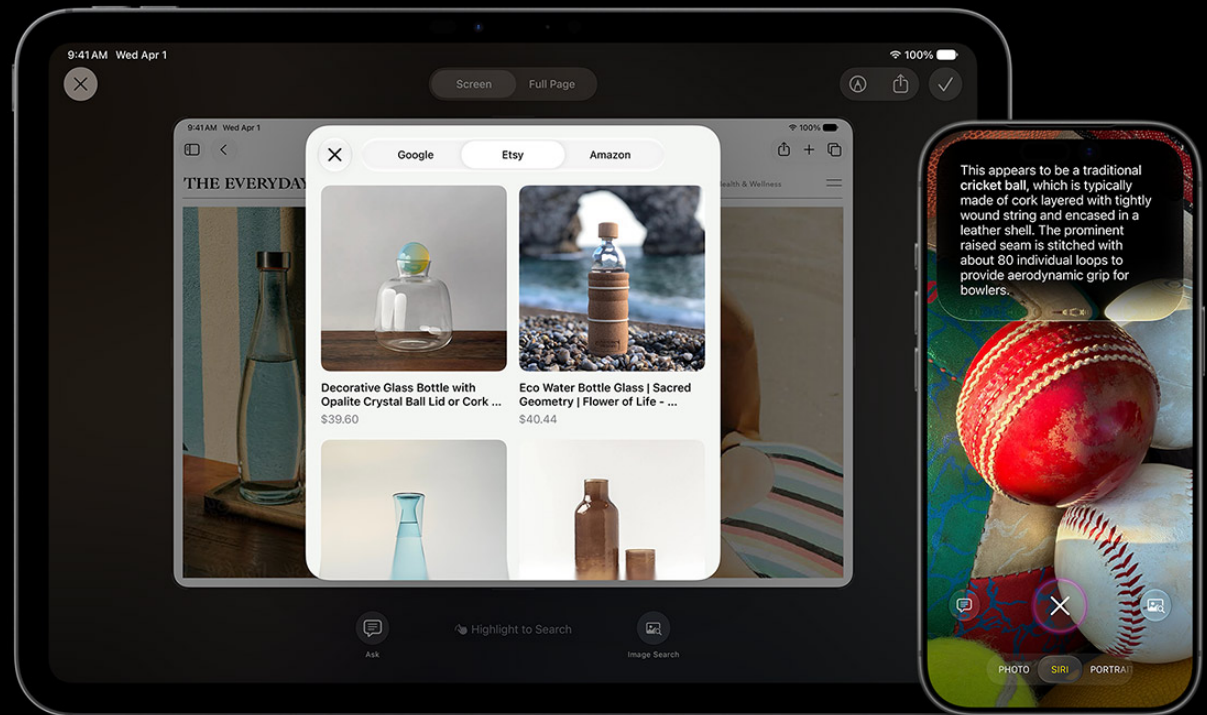 9:41 AM Wed Apr 1
100%
Screen
Full Page
9:41 AM Wed Apr 1
100%
THE EVERYDAY
Health & Wellness
Google
Etsy
Amazon
Decorative Glass Bottle with
Opalite Crystal Ball Lid or Cork ...
$39.60
Eco Water Bottle Glass | Sacred
Geometry | Flower of Life - ...
$40.44
Ask
Highlight to Search
Image Search
This appears to be a traditional
cricket ball, which is typically
made of cork layered with tightly
wound string and encased in a
leather shell. The prominent
raised seam is stitched with
about 80 individual loops to
provide aerodynamic grip for
bowlers.
PHOTO
SIRI
PORTRAIT